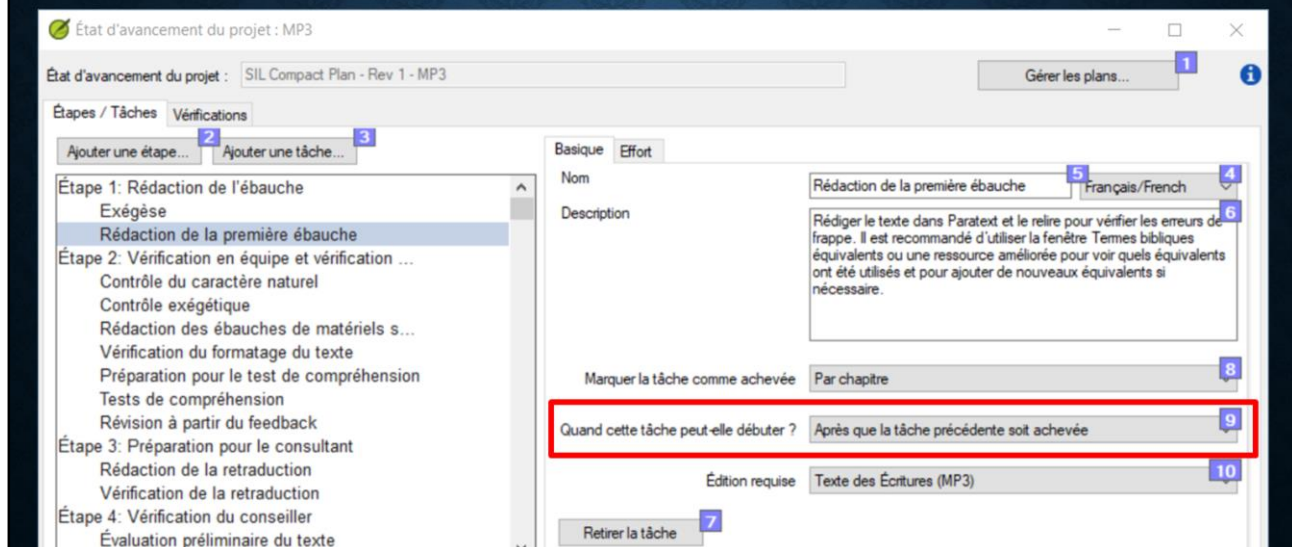 État d'avancement du projet : MP3
État d'avancement du projet : SIL Compact Plan - Rev 1 - MP3
Gérer les plans... 1
Étapes / Tâches Vérifications
Ajouter une étape... 2 Ajouter une tâche... 3
Étape 1: Rédaction de l'ébauche
Exégèse
Rédaction de la première ébauche
Étape 2: Vérification en équipe et vérification ...
Contrôle du caractère naturel
Contrôle exégétique
Rédaction des ébauches de matériels s...
Vérification du formatage du texte
Préparation pour le test de compréhension
Tests de compréhension
Révision à partir du feedback
Étape 3: Préparation pour le consultant
Rédaction de la retraduction
Vérification de la retraduction
Étape 4: Vérification du conseiller
Évaluation préliminaire du texte
Basique Effort
Nom Rédaction de la première ébauche 5 Français/French 4
Description 6
Rédiger le texte dans Paratext et le relire pour vérifier les erreurs de
frappe. Il est recommandé d'utiliser la fenêtre Termes bibliques
équivalents ou une ressource améliorée pour voir quels équivalents
ont été utilisés et pour ajouter de nouveaux équivalents si
nécessaire.
Marquer la tâche comme achevée Par chapitre 8
Quand cette tâche peut-elle débuter ? Après que la tâche précédente soit achevée 9
Édition requise Texte des Écritures (MP3) 10
Retirer la tâche 7